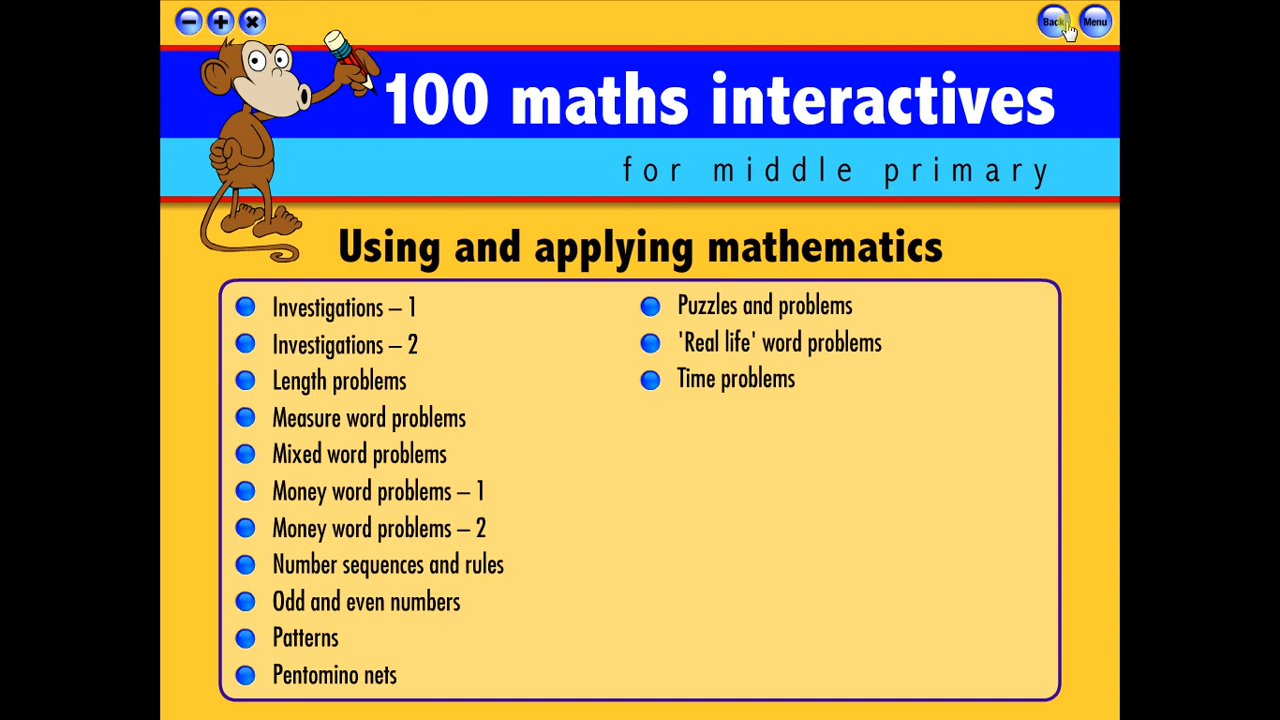 Back Menu
100 maths interactives
for middle primary
Using and applying mathematics
Investigations – 1
Investigations – 2
Length problems
Measure word problems
Mixed word problems
Money word problems – 1
Money word problems – 2
Number sequences and rules
Odd and even numbers
Patterns
Pentomino nets
Puzzles and problems
'Real life' word problems
Time problems